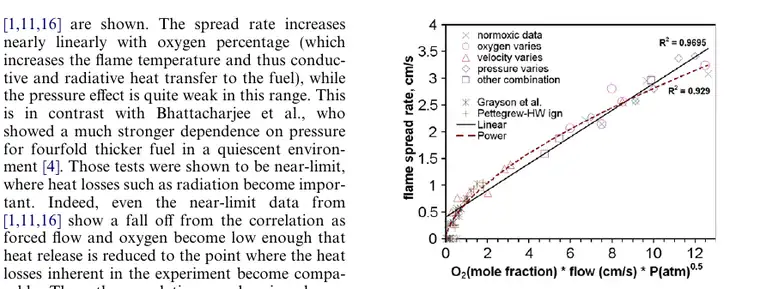 [1,11,16] are shown. The spread rate increases
nearly linearly with oxygen percentage (which
increases the flame temperature and thus conduc-
tive and radiative heat transfer to the fuel), while
the pressure effect is quite weak in this range. This
is in contrast with Bhattacharjee et al., who
showed a much stronger dependence on pressure
for fourfold thicker fuel in a quiescent environ-
ment [4]. Those tests were shown to be near-limit,
where heat losses such as radiation become impor-
tant. Indeed, even the near-limit data from
[1,11,16] show a fall off from the correlation as
forced flow and oxygen become low enough that
heat release is reduced to the point where the heat
losses inherent in the experiment become compa-
flame spread rate, cm/s
4
3.5
3
2.5
2
1.5
1
0.5
0
normoxic data
oxygen varies
velocity varies
pressure varies
other combination
Grayson et al.
Pettegrew-HW ign
Linear
Power
R² = 0.9695
R² = 0.929
0 2 4 6 8 10 12
O₂(mole fraction) * flow (cm/s) * P(atm)⁰·⁵